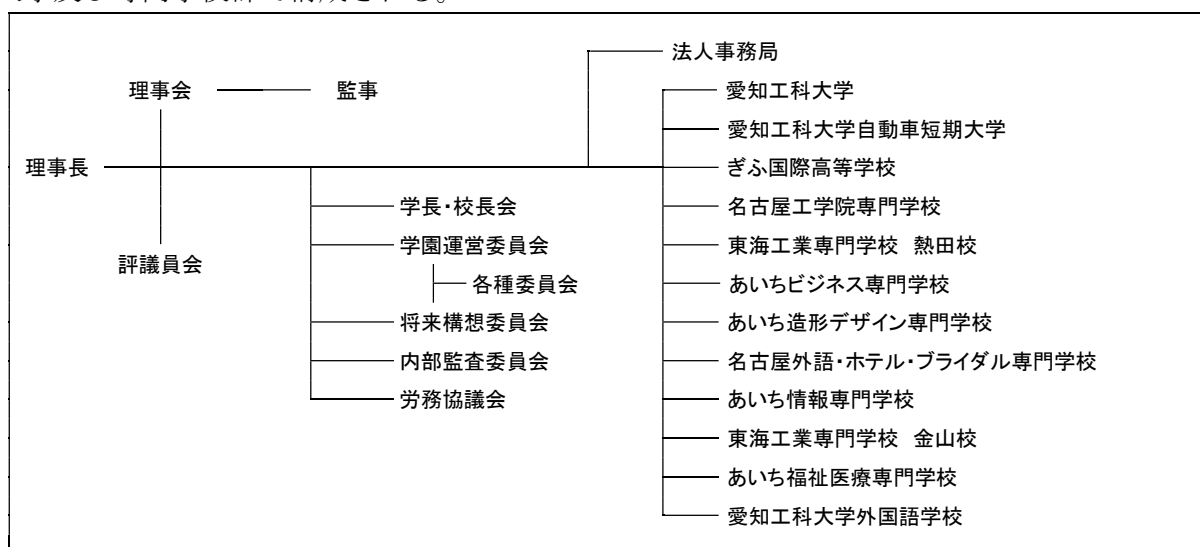 法人事務局
理事会 監事 愛知工科大学
愛知工科大学自動車短期大学
理事長 ぎふ国際高等学校
学長・校長会 名古屋工学院専門学校
学園運営委員会 東海工業専門学校 熱田校
評議員会
各種委員会 あいちビジネス専門学校
将来構想委員会 あいち造形デザイン専門学校
内部監査委員会 名古屋外語・ホテル・ブライダル専門学校
労務協議会 あいち情報専門学校
東海工業専門学校 金山校
あいち福祉医療専門学校
愛知工科大学外国語学校